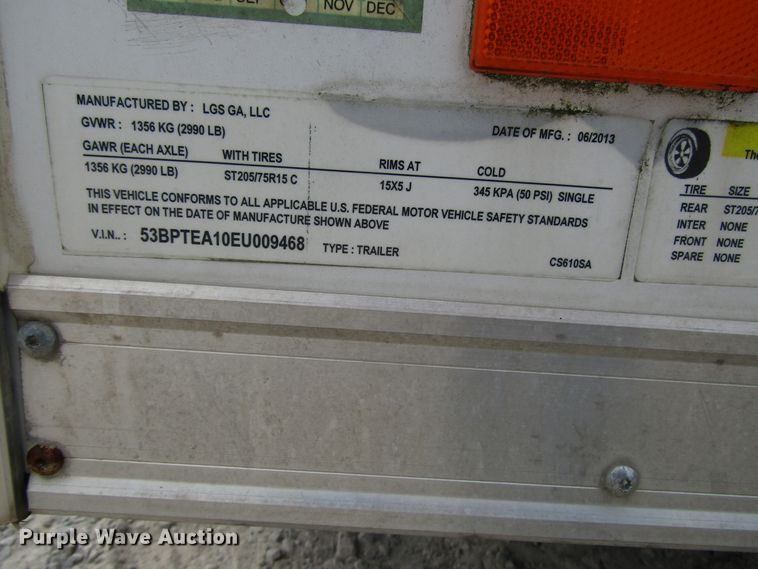 NOV DEC
MANUFACTURED BY : LGS GA, LLC
GVWR : 1356 KG (2990 LB)
DATE OF MFG. : 06/2013
GAWR (EACH AXLE) WITH TIRES RIMS AT COLD
1356 KG (2990 LB) ST205/75R15 C 15X5 J 345 KPA (50 PSI) SINGLE
THIS VEHICLE CONFORMS TO ALL APPLICABLE U.S. FEDERAL MOTOR VEHICLE SAFETY STANDARDS
IN EFFECT ON THE DATE OF MANUFACTURE SHOWN ABOVE
V.I.N.. : 53BPTEA10EU009468 TYPE : TRAILER
CS610SA
The
TIRE SIZE
REAR ST205/7
INTER NONE
FRONT NONE
SPARE NONE
Purple Wave Auction